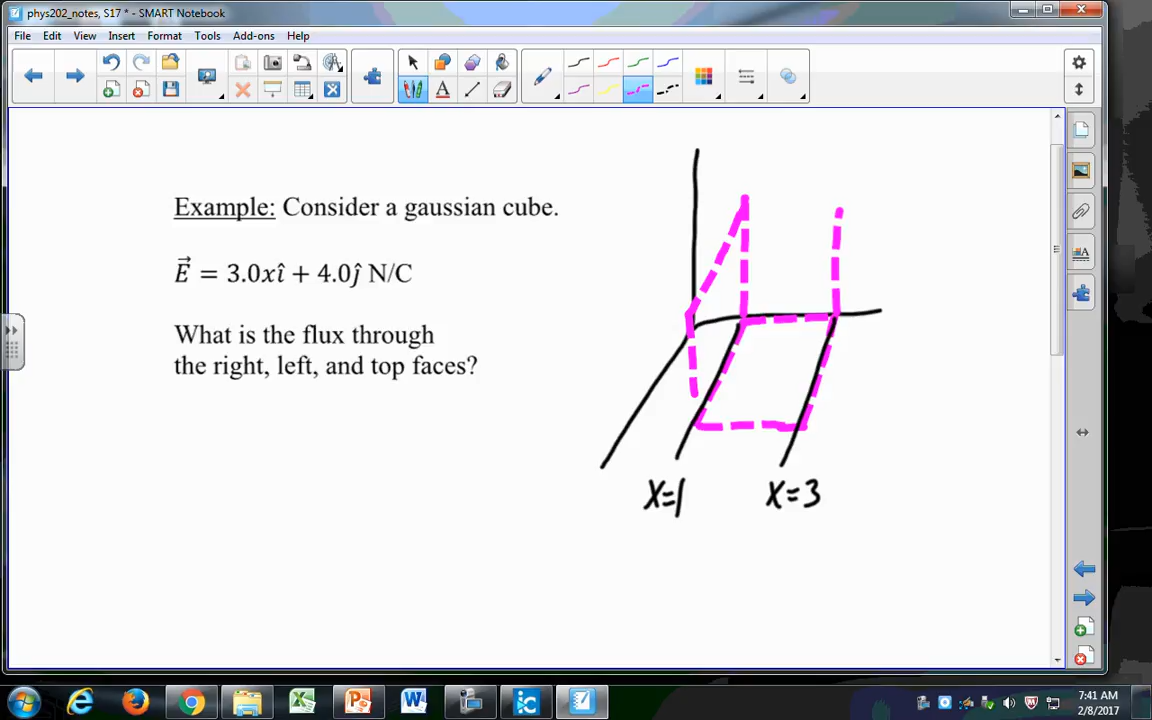 phys202_notes, S17 * - SMART Notebook
File Edit View Insert Format Tools Add-ons Help
Example: Consider a gaussian cube.
E⃗ = 3.0xî + 4.0ĵ N/C
What is the flux through
the right, left, and top faces?
X=1 X=3
7:41 AM
2/8/2017